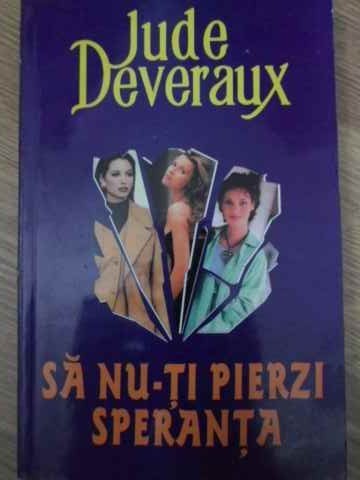 Jude
Deveraux
SĂ NU-ȚI PIERZI
SPERANȚA